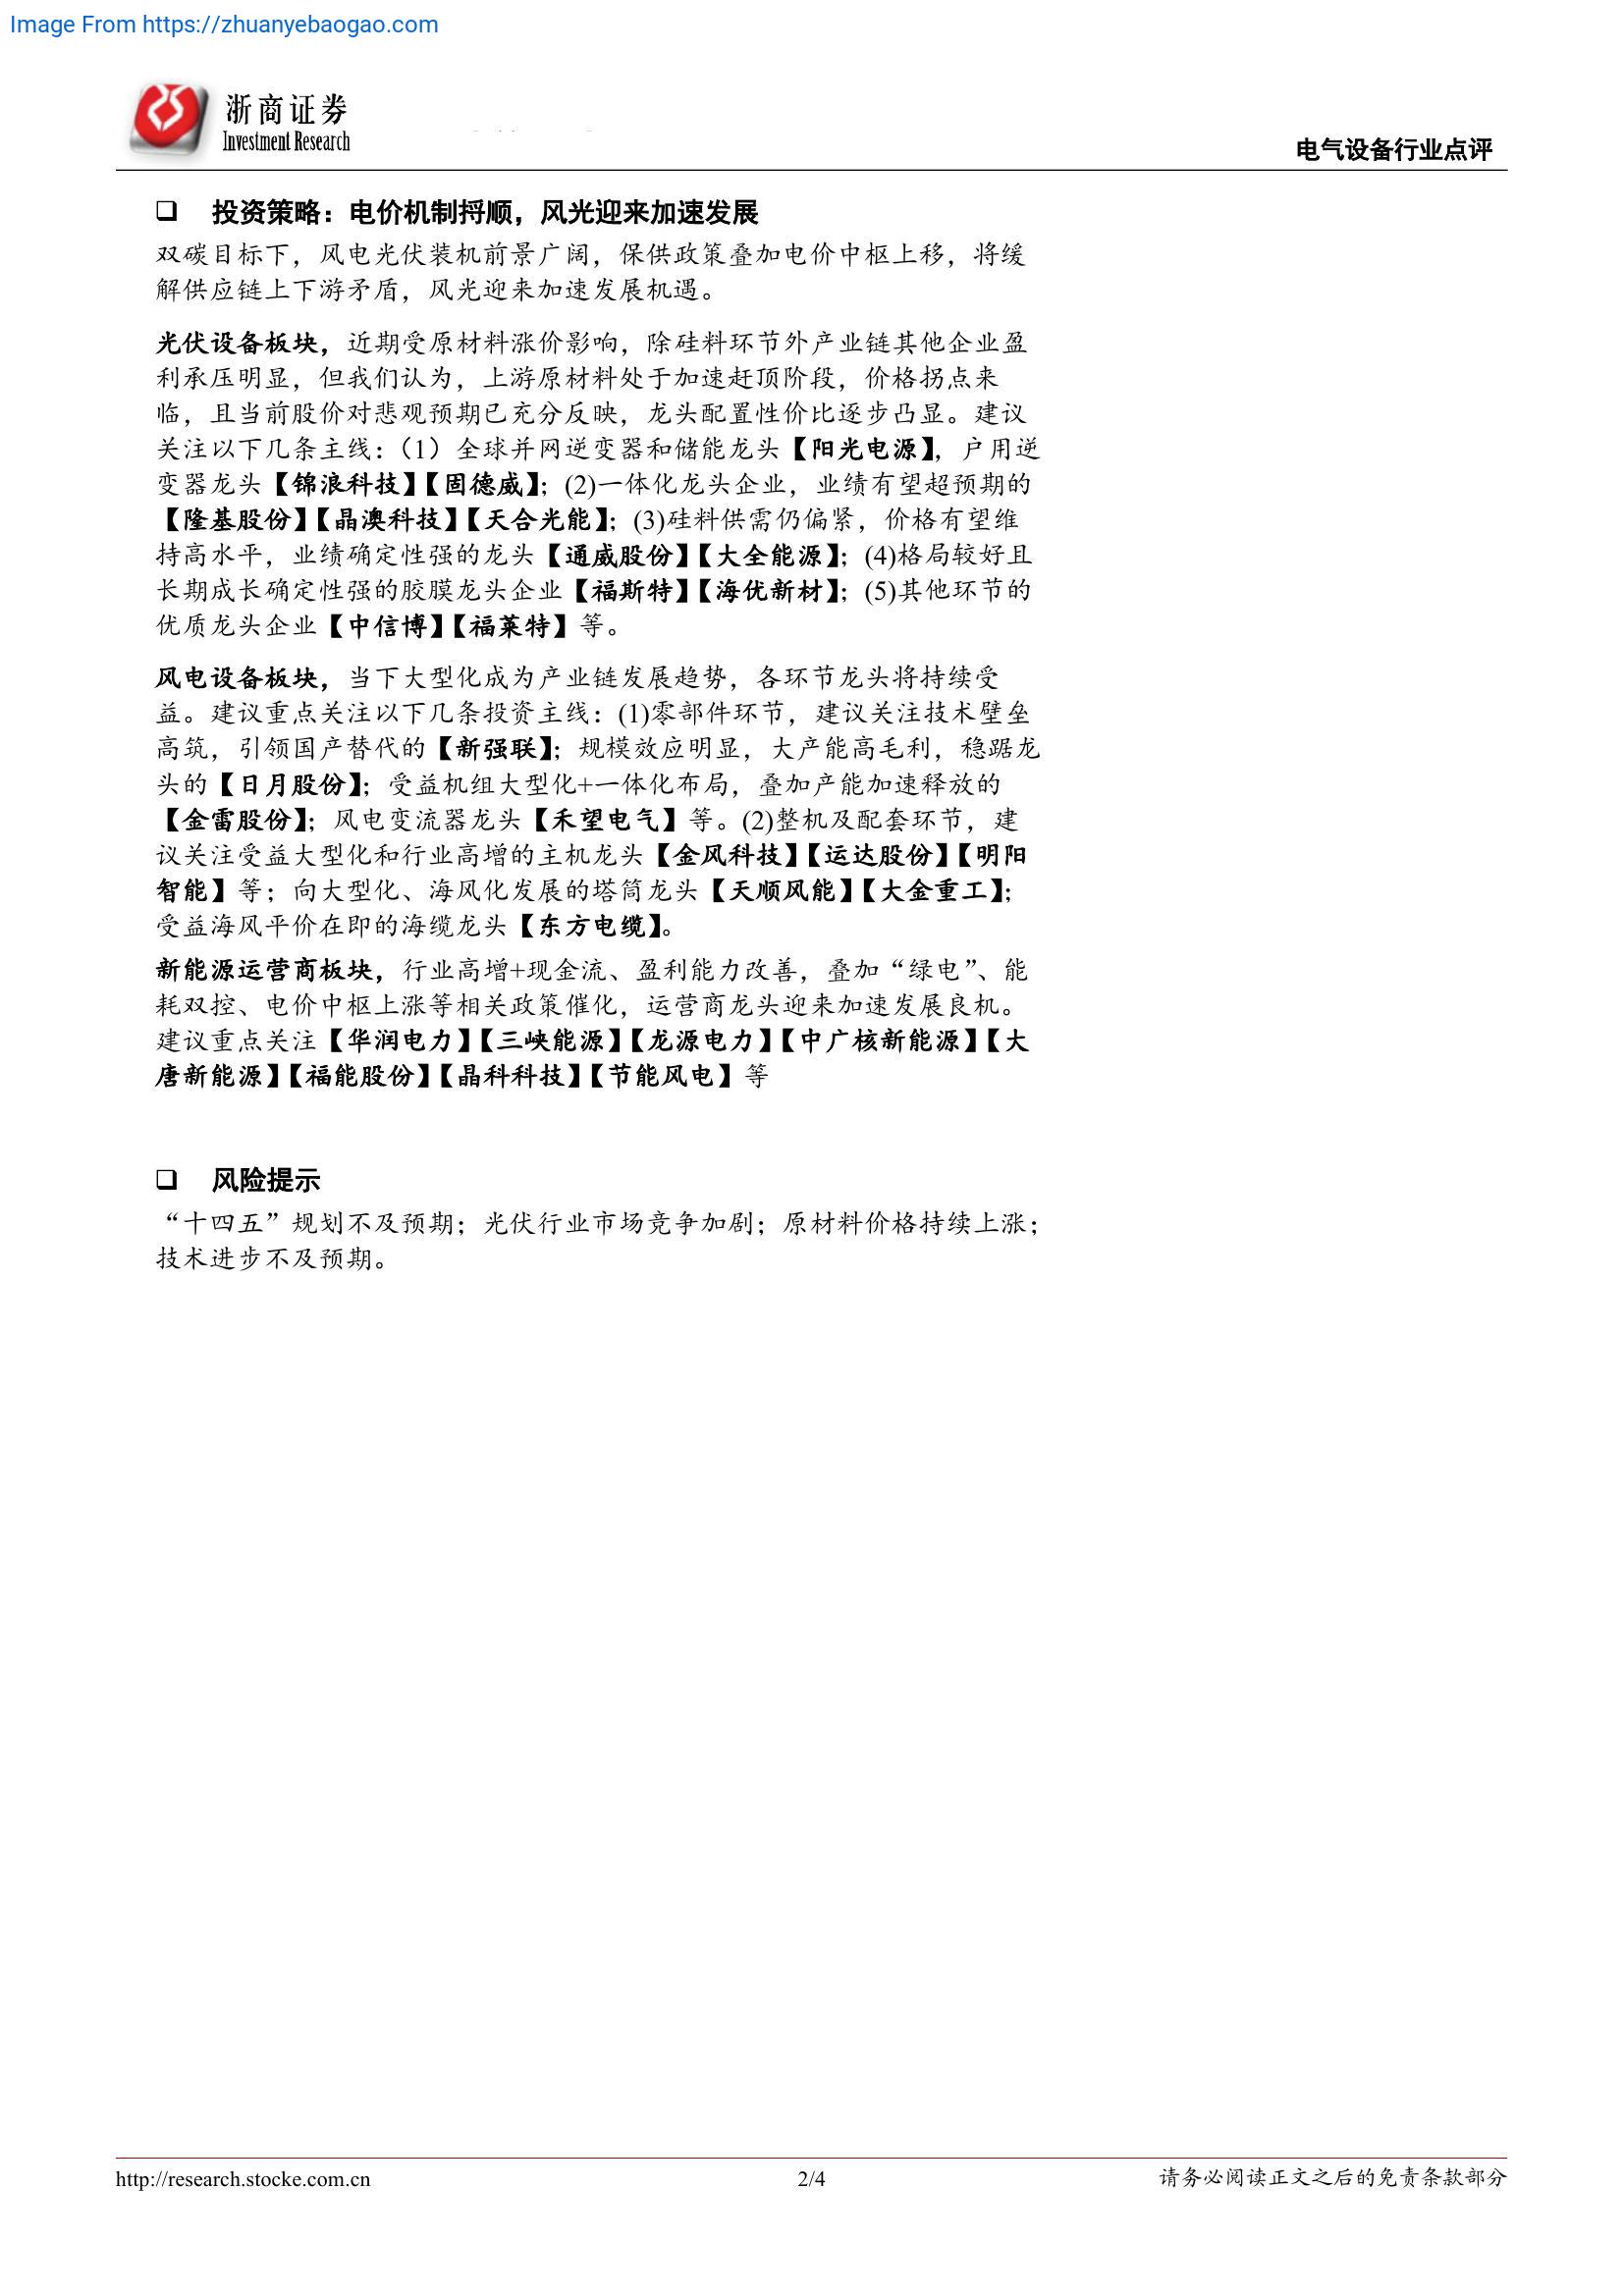 Image From https://zhuanyebaogao.com
浙商证券
Investment Research
电气设备行业点评
❑ 投资策略：电价机制捋顺，风光迎来加速发展
双碳目标下，风电光伏装机前景广阔，保供政策叠加电价中枢上移，将缓
解供应链上下游矛盾，风光迎来加速发展机遇。
光伏设备板块，近期受原材料涨价影响，除硅料环节外产业链其他企业盈
利承压明显，但我们认为，上游原材料处于加速赶顶阶段，价格拐点来
临，且当前股价对悲观预期已充分反映，龙头配置性价比逐步凸显。建议
关注以下几条主线：（1）全球并网逆变器和储能龙头【阳光电源】，户用逆
变器龙头【锦浪科技】【固德威】；(2)一体化龙头企业，业绩有望超预期的
【隆基股份】【晶澳科技】【天合光能】；(3)硅料供需仍偏紧，价格有望维
持高水平，业绩确定性强的龙头【通威股份】【大全能源】；(4)格局较好且
长期成长确定性强的胶膜龙头企业【福斯特】【海优新材】；(5)其他环节的
优质龙头企业【中信博】【福莱特】等。
风电设备板块，当下大型化成为产业链发展趋势，各环节龙头将持续受
益。建议重点关注以下几条投资主线：(1)零部件环节，建议关注技术壁垒
高筑，引领国产替代的【新强联】；规模效应明显，大产能高毛利，稳踞龙
头的【日月股份】；受益机组大型化+一体化布局，叠加产能加速释放的
【金雷股份】；风电变流器龙头【禾望电气】等。(2)整机及配套环节，建
议关注受益大型化和行业高增的主机龙头【金风科技】【运达股份】【明阳
智能】等；向大型化、海风化发展的塔筒龙头【天顺风能】【大金重工】；
受益海风平价在即的海缆龙头【东方电缆】。
新能源运营商板块，行业高增+现金流、盈利能力改善，叠加“绿电”、能
耗双控、电价中枢上涨等相关政策催化，运营商龙头迎来加速发展良机。
建议重点关注【华润电力】【三峡能源】【龙源电力】【中广核新能源】【大
唐新能源】【福能股份】【晶科科技】【节能风电】等
❑ 风险提示
“十四五”规划不及预期；光伏行业市场竞争加剧；原材料价格持续上涨；
技术进步不及预期。
http://research.stocke.com.cn
2/4
请务必阅读正文之后的免责条款部分